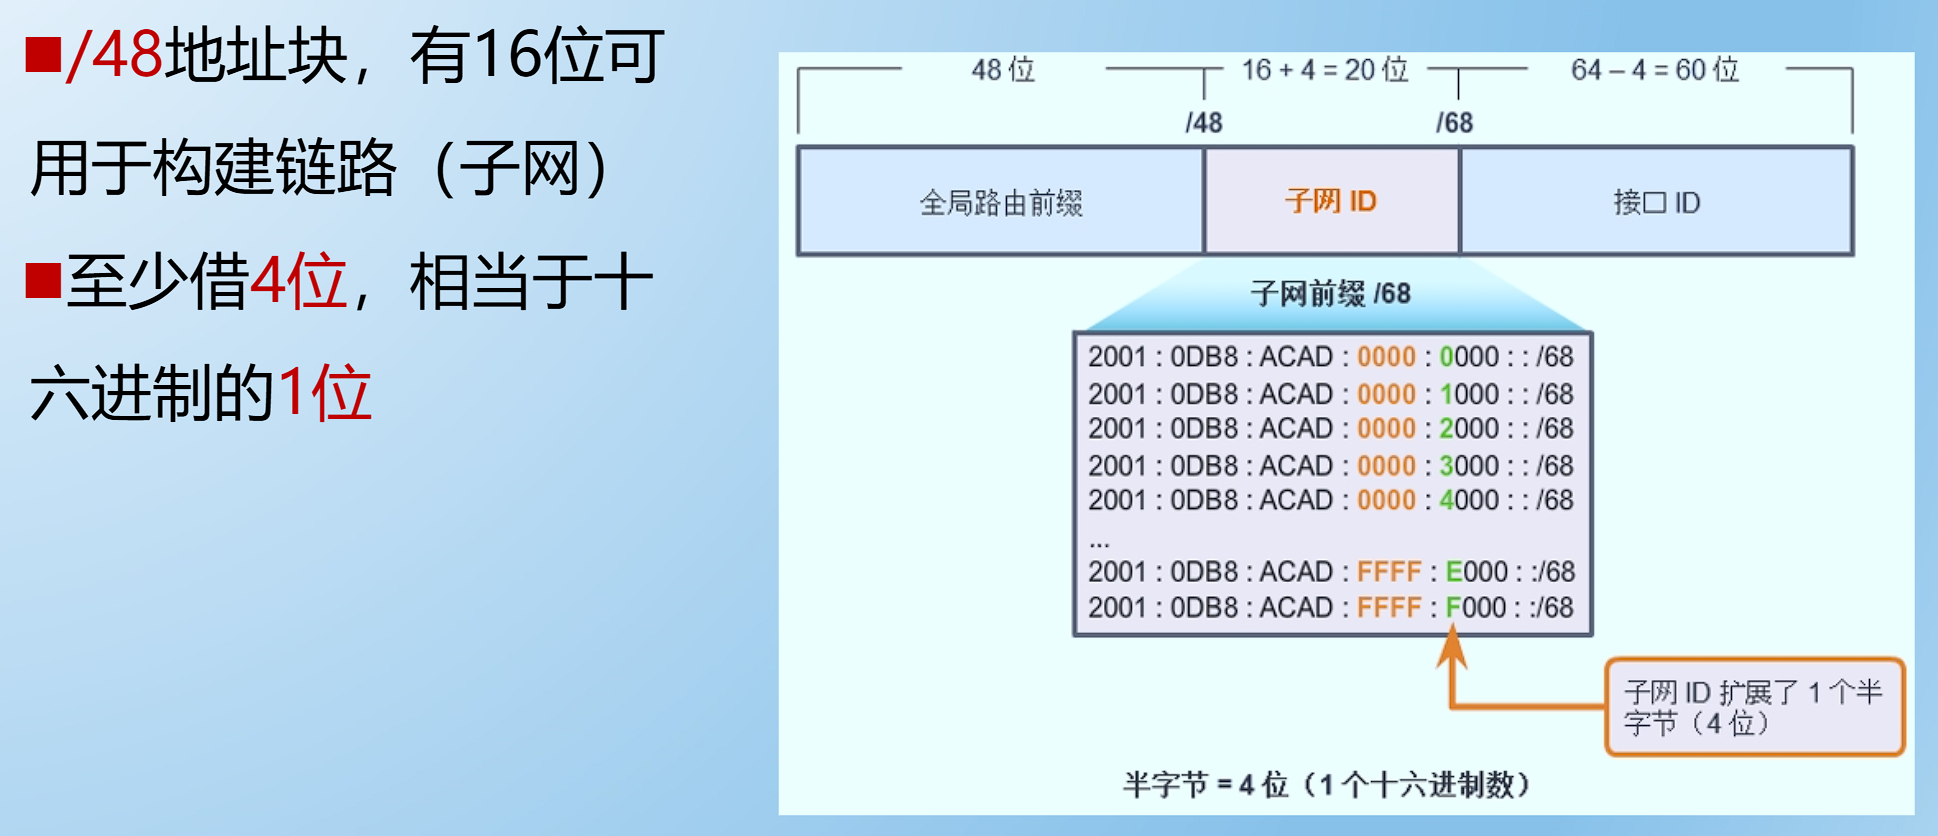 ■/48地址块，有16位可
用于构建链路（子网）
■至少借4位，相当于十
六进制的1位
48 位
16 + 4 = 20 位
64 – 4 = 60 位
/48
/68
全局路由前缀
子网 ID
接口 ID
子网前缀 /68
2001 : 0DB8 : ACAD : 0000 : 0000 : : /68
2001 : 0DB8 : ACAD : 0000 : 1000 : : /68
2001 : 0DB8 : ACAD : 0000 : 2000 : : /68
2001 : 0DB8 : ACAD : 0000 : 3000 : : /68
2001 : 0DB8 : ACAD : 0000 : 4000 : : /68
...
2001 : 0DB8 : ACAD : FFFF : E000 : :/68
2001 : 0DB8 : ACAD : FFFF : F000 : :/68
子网 ID 扩展了 1 个半
字节（4 位）
半字节 = 4 位（1 个十六进制数）